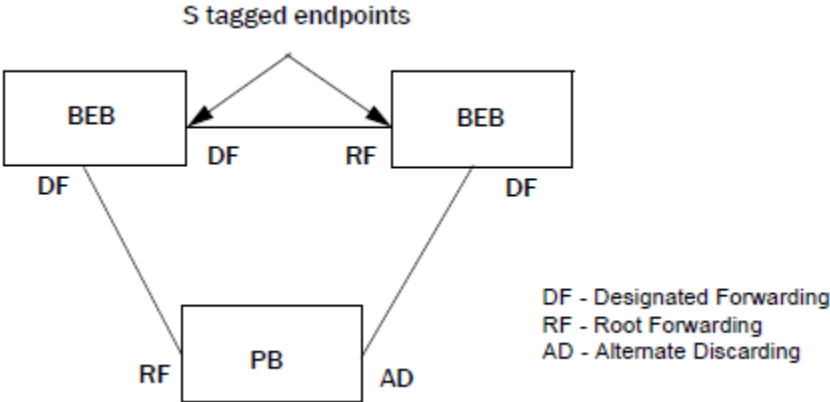 S tagged endpoints
BEB
BEB
DF
RF
DF
DF
RF
PB
AD
DF - Designated Forwarding
RF - Root Forwarding
AD - Alternate Discarding